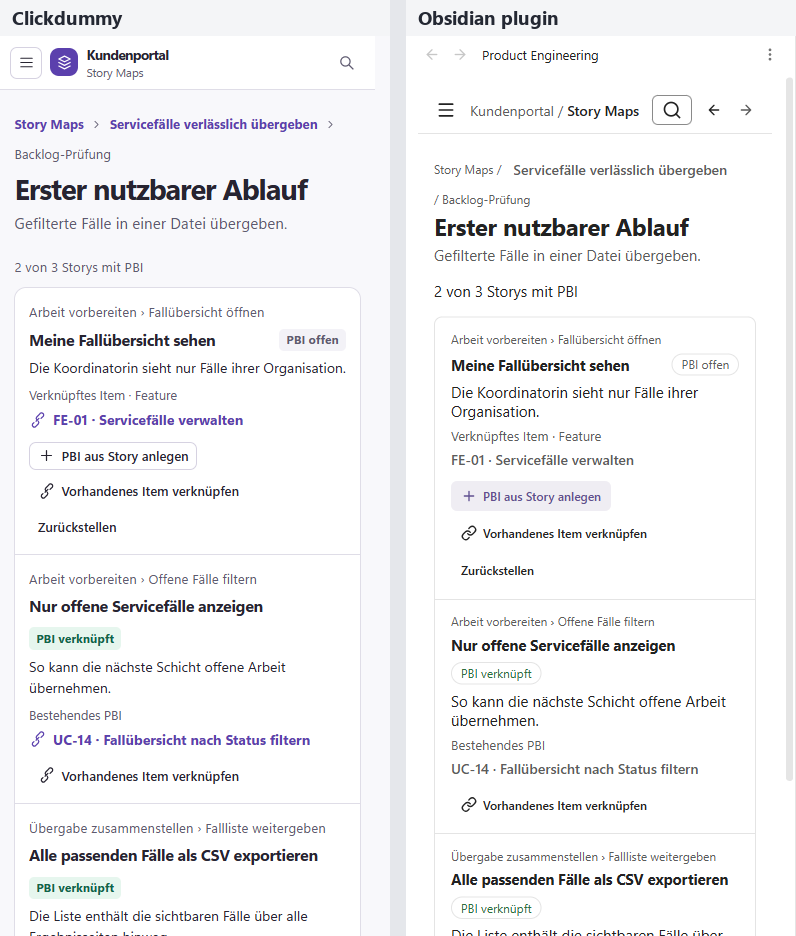 Clickdummy
Kundenportal
Story Maps
Story Maps › Servicefälle verlässlich übergeben ›
Backlog-Prüfung
Erster nutzbarer Ablauf
Gefilterte Fälle in einer Datei übergeben.
2 von 3 Storys mit PBI
Arbeit vorbereiten › Fallübersicht öffnen
Meine Fallübersicht sehen
PBI offen
Die Koordinatorin sieht nur Fälle ihrer Organisation.
Verknüpftes Item · Feature
FE-01 · Servicefälle verwalten
+ PBI aus Story anlegen
Vorhandenes Item verknüpfen
Zurückstellen
Arbeit vorbereiten › Offene Fälle filtern
Nur offene Servicefälle anzeigen
PBI verknüpft
So kann die nächste Schicht offene Arbeit
übernehmen.
Bestehendes PBI
UC-14 · Fallübersicht nach Status filtern
Vorhandenes Item verknüpfen
Übergabe zusammenstellen › Fallliste weitergeben
Alle passenden Fälle als CSV exportieren
PBI verknüpft
Die Liste enthält die sichtbaren Fälle über alle
Ergebnisseiten hinweg.
Obsidian plugin
Product Engineering
Kundenportal / Story Maps
Story Maps / Servicefälle verlässlich übergeben
/ Backlog-Prüfung
Erster nutzbarer Ablauf
Gefilterte Fälle in einer Datei übergeben.
2 von 3 Storys mit PBI
Arbeit vorbereiten › Fallübersicht öffnen
Meine Fallübersicht sehen
PBI offen
Die Koordinatorin sieht nur Fälle ihrer
Organisation.
Verknüpftes Item · Feature
FE-01 · Servicefälle verwalten
+ PBI aus Story anlegen
Vorhandenes Item verknüpfen
Zurückstellen
Arbeit vorbereiten › Offene Fälle filtern
Nur offene Servicefälle anzeigen
PBI verknüpft
So kann die nächste Schicht offene Arbeit
übernehmen.
Bestehendes PBI
UC-14 · Fallübersicht nach Status filtern
Vorhandenes Item verknüpfen
Übergabe zusammenstellen › Fallliste weitergeben
Alle passenden Fälle als CSV exportieren
PBI verknüpft
Die Liste enthält die sichtbaren Fälle über